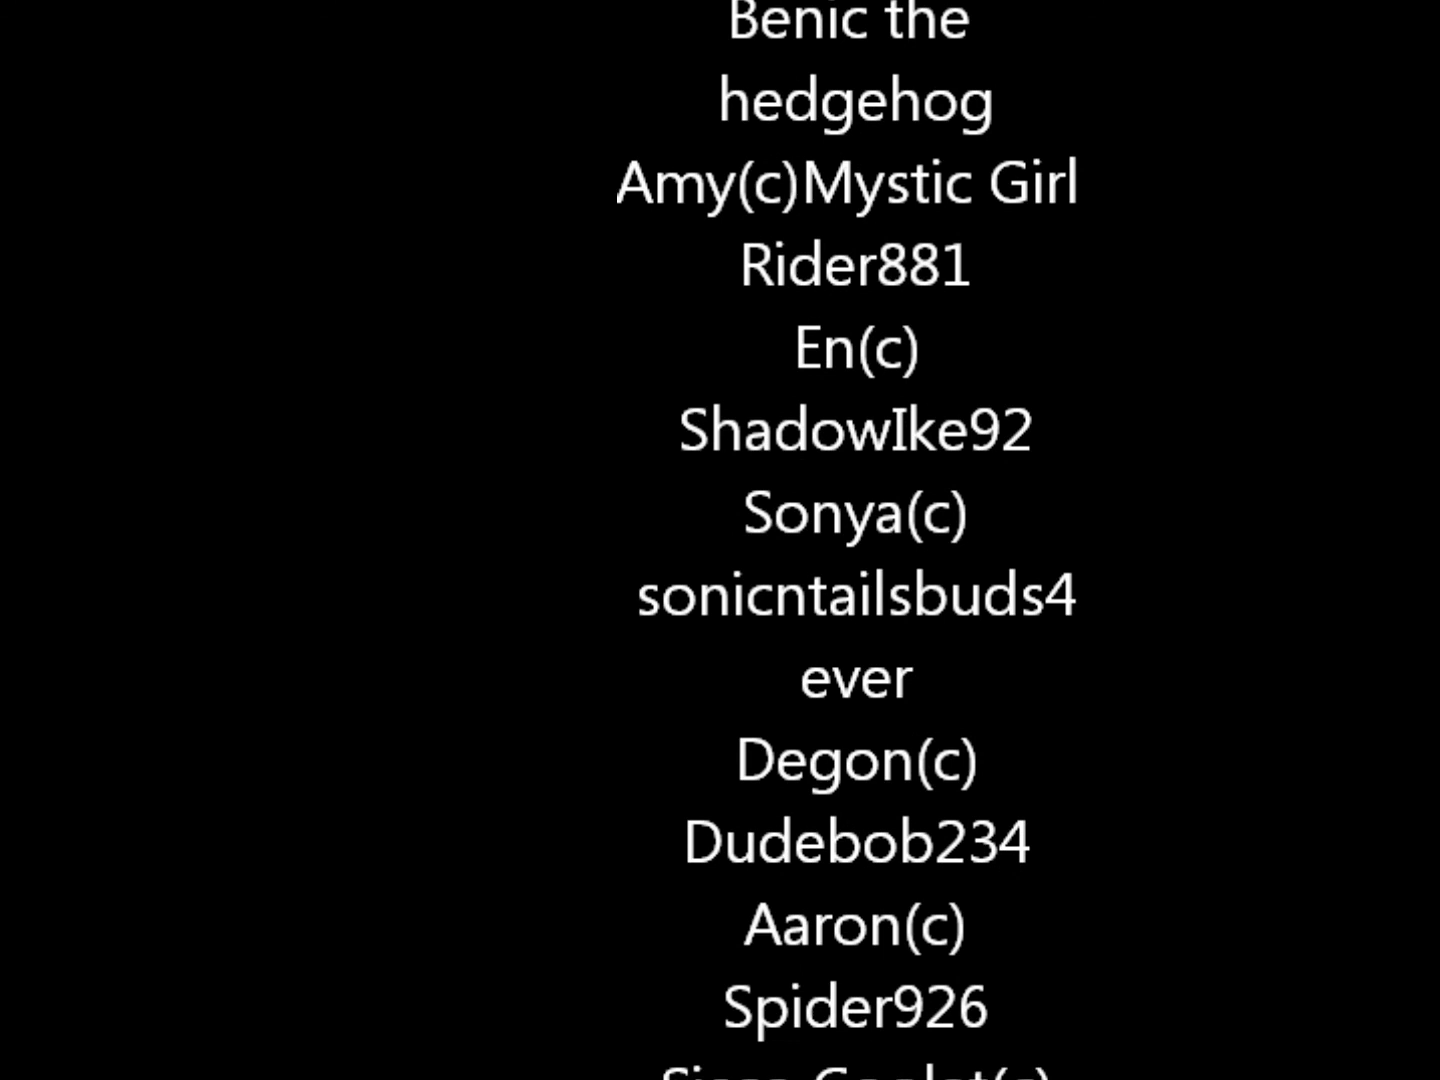 Benic the
hedgehog
Amy(c)Mystic Girl
Rider881
En(c)
ShadowIke92
Sonya(c)
sonicntailsbuds4
ever
Degon(c)
Dudebob234
Aaron(c)
Spider926